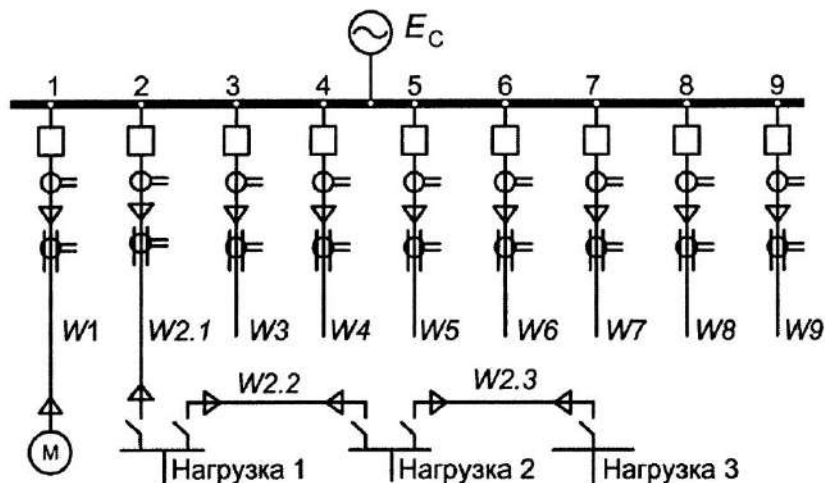 E_C
1 2 3 4 5 6 7 8 9
W1 W2.1 W3 W4 W5 W6 W7 W8 W9
W2.2 W2.3
М
Нагрузка 1 Нагрузка 2 Нагрузка 3